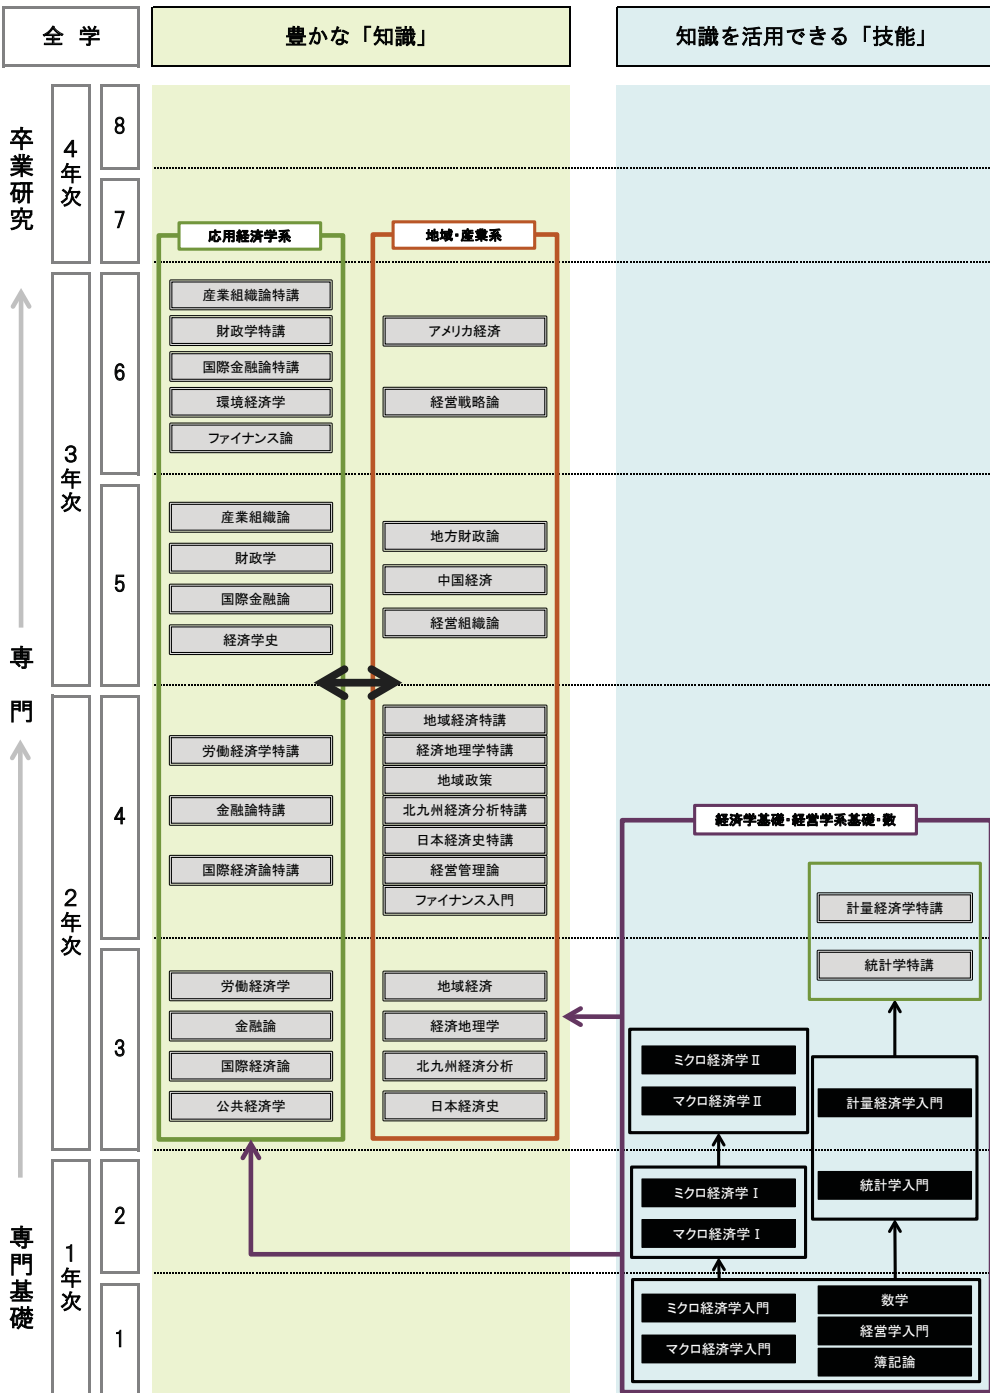 全 学
豊かな「知識」
知識を活用できる「技能」
卒業研究
専 門
専門基礎
4年次
3年次
2年次
1年次
8
7
6
5
4
3
2
1
応用経済学系
産業組織論特講
財政学特講
国際金融論特講
環境経済学
ファイナンス論
産業組織論
財政学
国際金融論
経済学史
労働経済学特講
金融論特講
国際経済論特講
労働経済学
金融論
国際経済論
公共経済学
地域・産業系
アメリカ経済
経営戦略論
地方財政論
中国経済
経営組織論
地域経済特講
経済地理学特講
地域政策
北九州経済分析特講
日本経済史特講
経営管理論
ファイナンス入門
地域経済
経済地理学
北九州経済分析
日本経済史
経済学基礎・経営学系基礎・数
計量経済学特講
統計学特講
ミクロ経済学Ⅱ
マクロ経済学Ⅱ
計量経済学入門
統計学入門
ミクロ経済学Ⅰ
マクロ経済学Ⅰ
ミクロ経済学入門
マクロ経済学入門
数学
経営学入門
簿記論